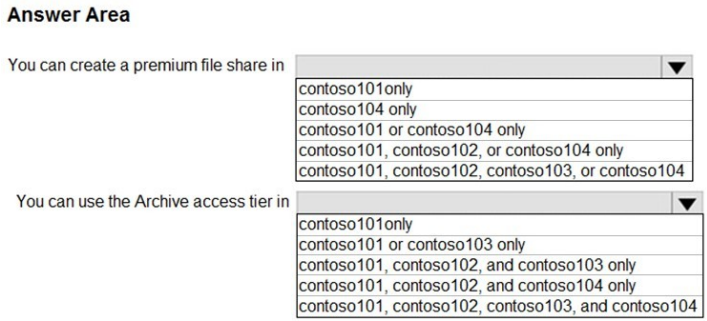 Answer Area
You can create a premium file share in
contoso101only
contoso104 only
contoso101 or contoso104 only
contoso101, contoso102, or contoso104 only
contoso101, contoso102, contoso103, or contoso104
You can use the Archive access tier in
contoso101only
contoso101 or contoso103 only
contoso101, contoso102, and contoso103 only
contoso101, contoso102, and contoso104 only
contoso101, contoso102, contoso103, and contoso104